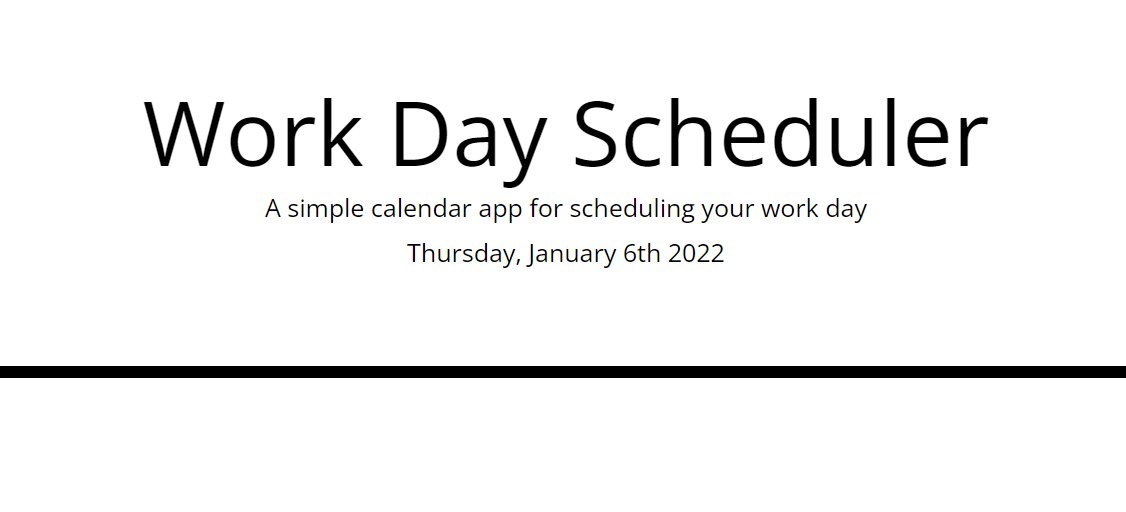 Work Day Scheduler
A simple calendar app for scheduling your work day
Thursday, January 6th 2022